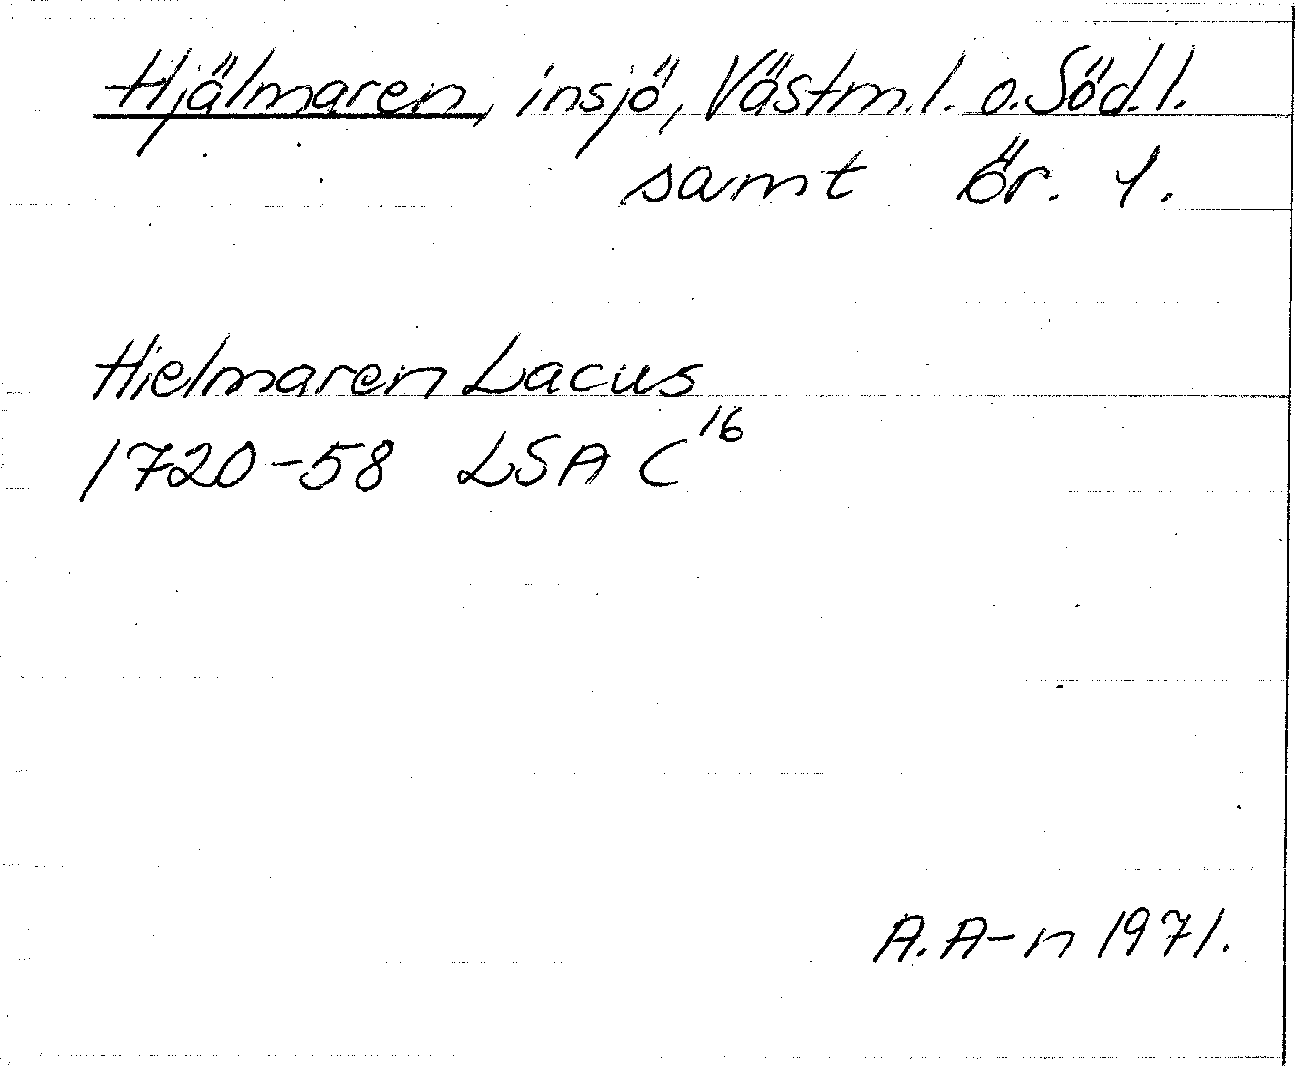 Hjälmaren, insjö, Västm.l. o. Söd.l.
samt Ör. l.
Hielmaren Lacus
1720-58 LSA C¹⁶
A. A-n 1971.